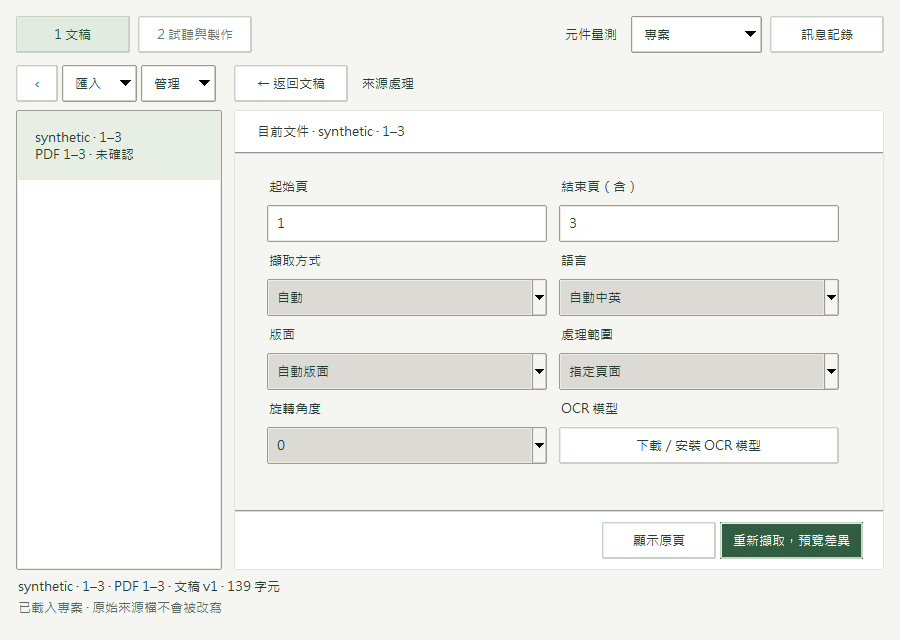 1 文稿
2 試聽與製作
元件量測
專案
訊息記錄
‹
匯入
管理
← 返回文稿
來源處理
synthetic · 1–3
PDF 1–3 · 未確認
目前文件 · synthetic · 1–3
起始頁
結束頁（含）
1
3
擷取方式
語言
自動
自動中英
版面
處理範圍
自動版面
指定頁面
旋轉角度
OCR 模型
0
下載 / 安裝 OCR 模型
顯示原頁
重新擷取，預覽差異
synthetic · 1–3 · PDF 1–3 · 文稿 v1 · 139 字元
已載入專案 · 原始來源檔不會被改寫